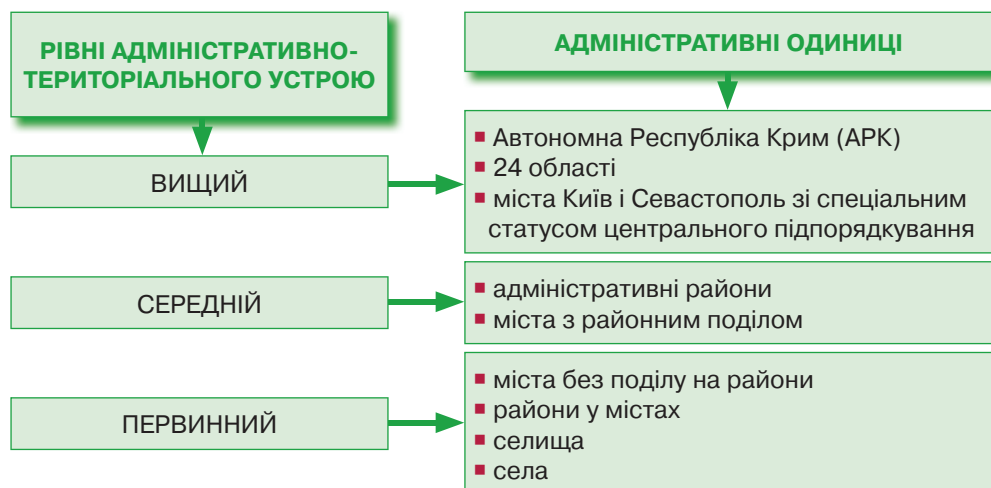 РІВНІ АДМІНІСТРАТИВНО-
ТЕРИТОРІАЛЬНОГО УСТРОЮ
АДМІНІСТРАТИВНІ ОДИНИЦІ
ВИЩИЙ
■ Автономна Республіка Крим (АРК)
■ 24 області
■ міста Київ і Севастополь зі спеціальним
статусом центрального підпорядкування
СЕРЕДНІЙ
■ адміністративні райони
■ міста з районним поділом
ПЕРВИННИЙ
■ міста без поділу на райони
■ райони у містах
■ селища
■ села